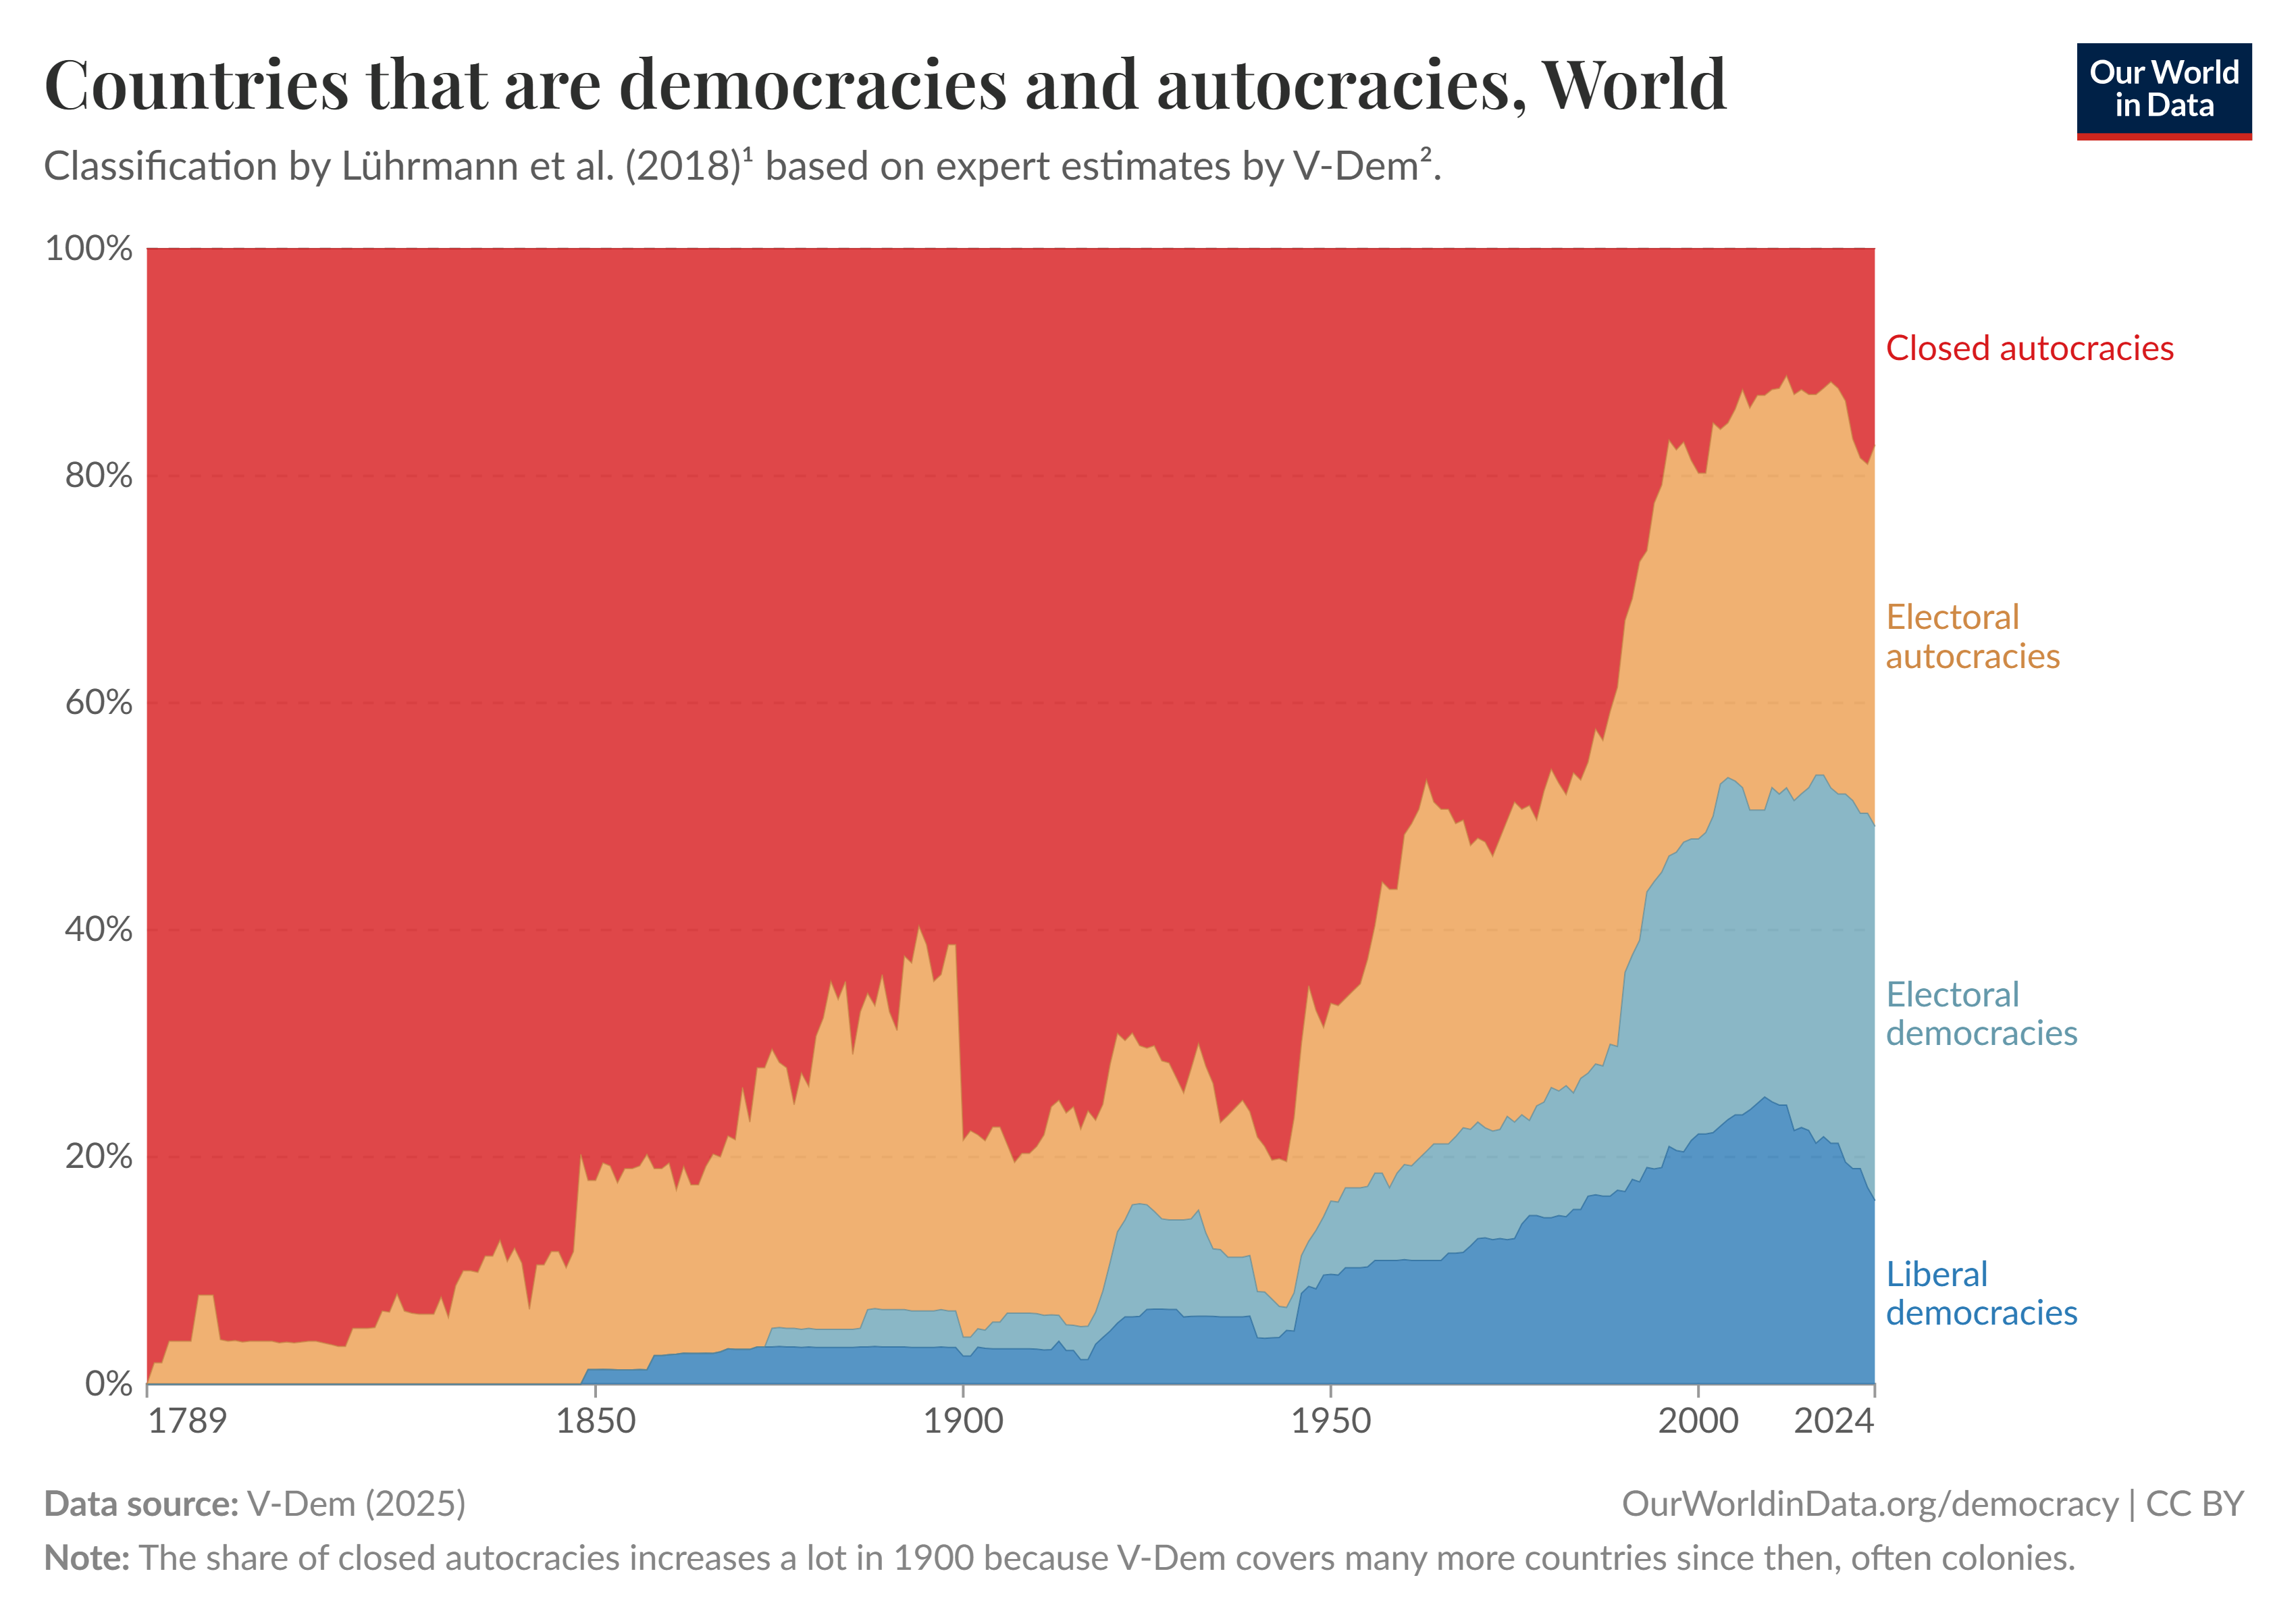 Countries that are democracies and autocracies, World
Our World
in Data
Classification by Lührmann et al. (2018)¹ based on expert estimates by V-Dem².
100%
80%
60%
40%
20%
0%
Closed autocracies
Electoral
autocracies
Electoral
democracies
Liberal
democracies
1789
1850
1900
1950
2000
2024
Data source: V-Dem (2025)
OurWorldinData.org/democracy | CC BY
Note: The share of closed autocracies increases a lot in 1900 because V-Dem covers many more countries since then, often colonies.